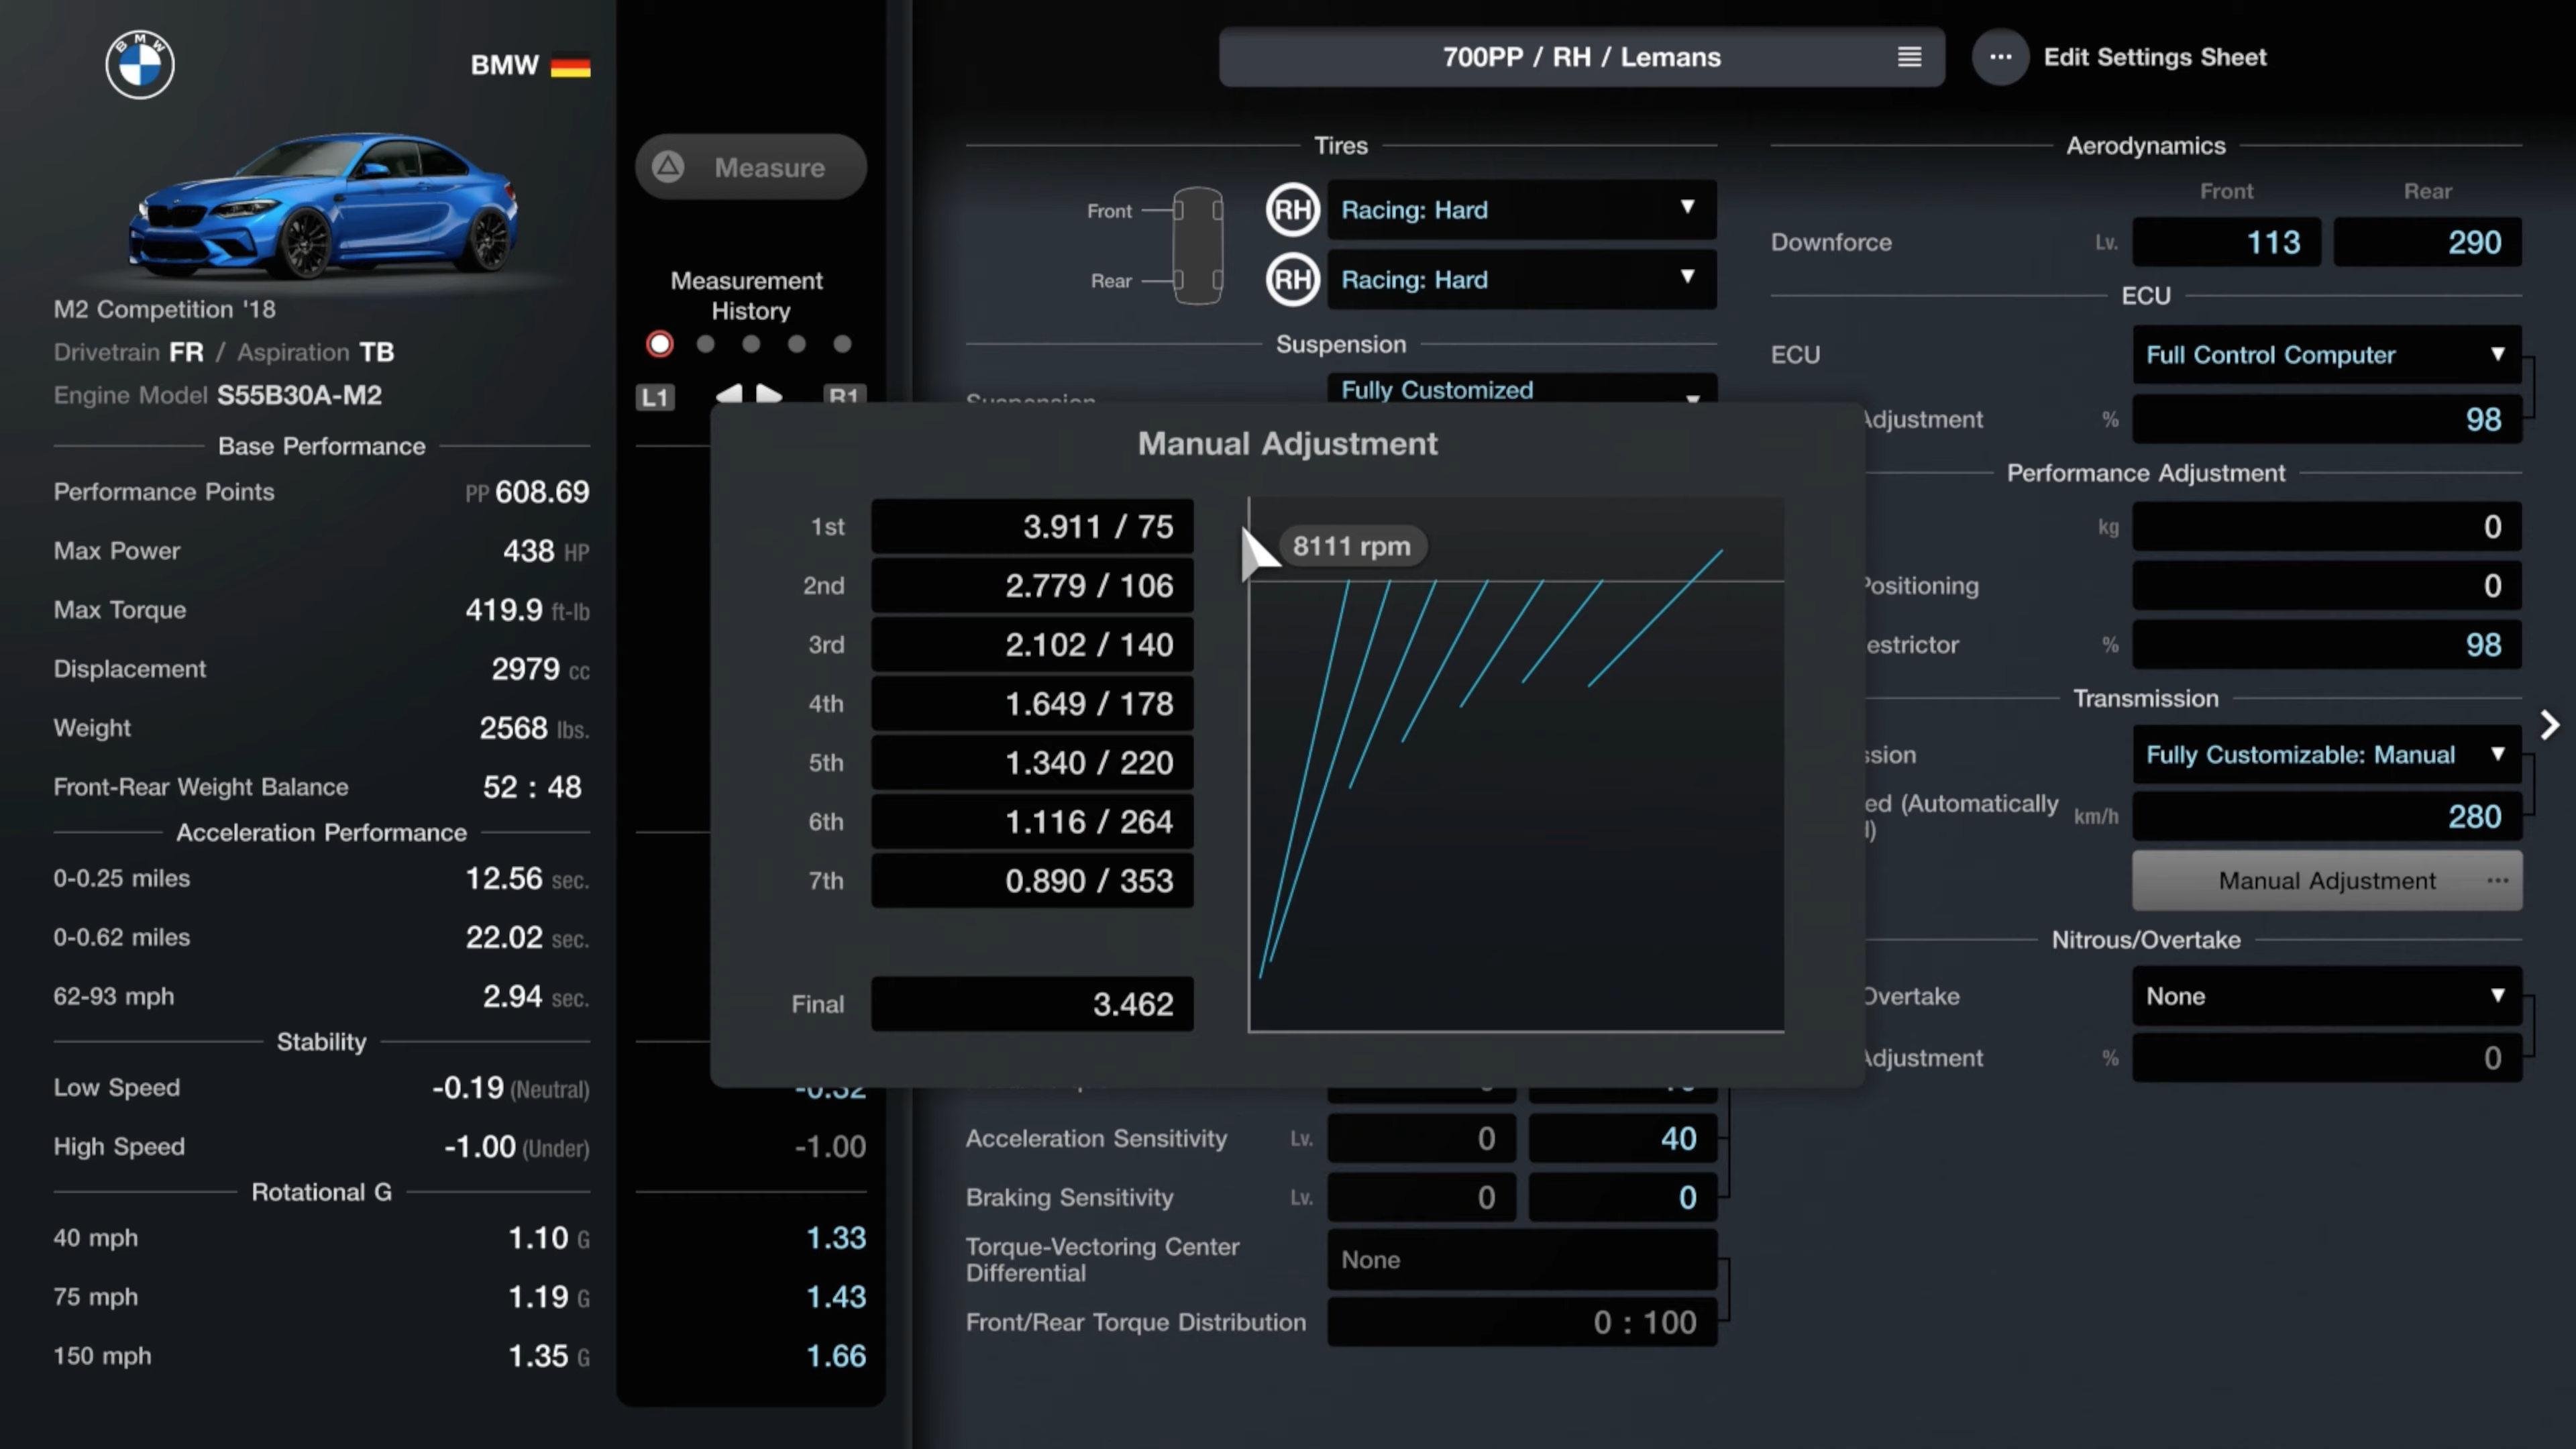 BMW
BMW
M2 Competition '18
Drivetrain FR / Aspiration TB
Engine Model S55B30A-M2
Base Performance
Performance Points PP 608.69
Max Power 438 HP
Max Torque 419.9 ft-lb
Displacement 2979 cc
Weight 2568 lbs.
Front-Rear Weight Balance 52 : 48
Acceleration Performance
0-0.25 miles 12.56 sec.
0-0.62 miles 22.02 sec.
62-93 mph 2.94 sec.
Stability
Low Speed -0.19 (Neutral)
High Speed -1.00 (Under)
Rotational G
40 mph 1.10 G
75 mph 1.19 G
150 mph 1.35 G
Measure
Measurement
History
L1 R1
-0.32
-1.00
1.33
1.43
1.66
700PP / RH / Lemans
Edit Settings Sheet
Tires
Front RH Racing: Hard
Rear RH Racing: Hard
Suspension
Suspension Fully Customized
Manual Adjustment
1st 3.911 / 75
2nd 2.779 / 106
3rd 2.102 / 140
4th 1.649 / 178
5th 1.340 / 220
6th 1.116 / 264
7th 0.890 / 353
Final 3.462
8111 rpm
Acceleration Sensitivity Lv. 0 40
Braking Sensitivity Lv. 0 0
Torque-Vectoring Center
Differential
None
Front/Rear Torque Distribution 0 : 100
Aerodynamics
Front Rear
Downforce Lv. 113 290
ECU
ECU Full Control Computer
Adjustment % 98
Performance Adjustment
kg 0
Positioning 0
estrictor % 98
Transmission
ssion Fully Customizable: Manual
ed (Automatically
l) km/h 280
Manual Adjustment ...
Nitrous/Overtake
Overtake None
Adjustment % 0